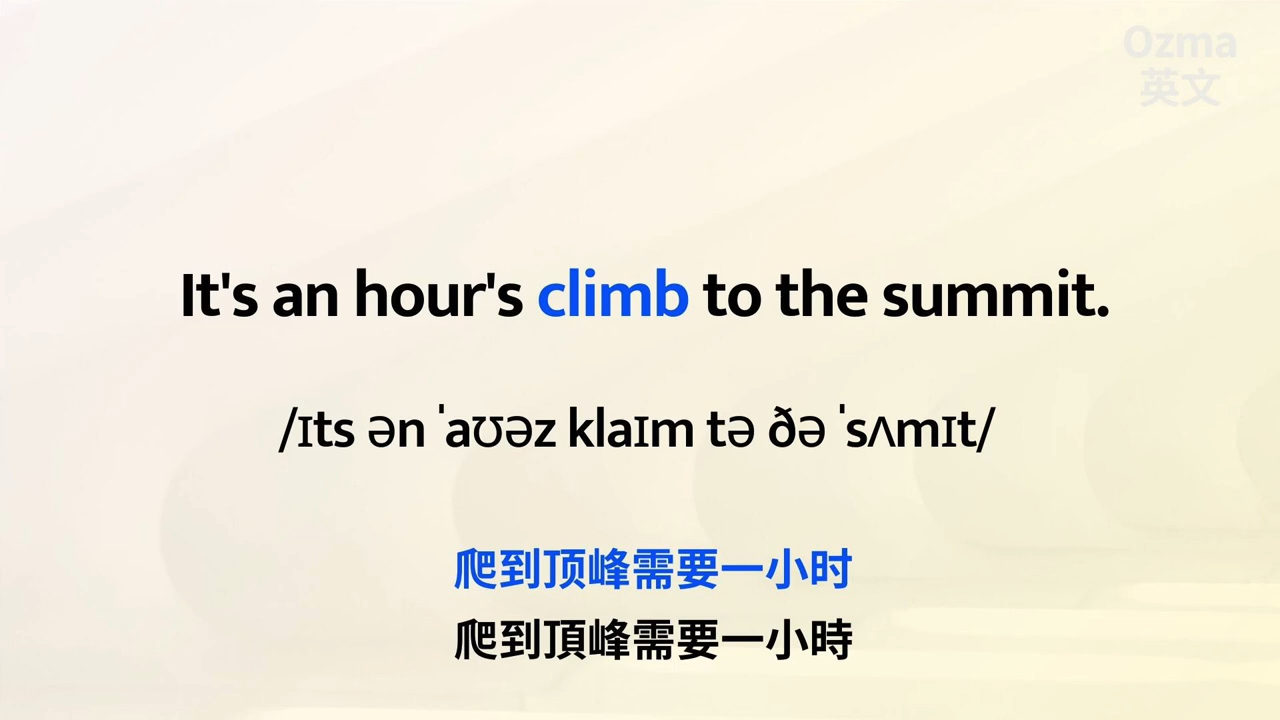 Ozma
英文
It's an hour's climb to the summit.
/ɪts ən ˈaʊəz klaɪm tə ðə ˈsʌmɪt/
爬到顶峰需要一小时
爬到頂峰需要一小時